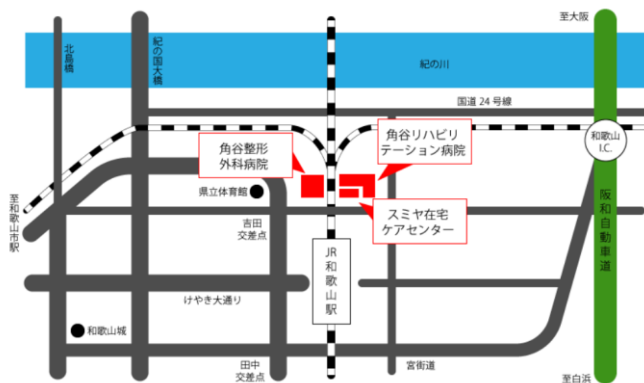 至大阪
北島橋
紀の国大橋
紀の川
国道24号線
角谷整形
外科病院
角谷リハビリ
テーション病院
和歌山
I.C.
県立体育館
スミヤ在宅
ケアセンター
至和歌山市駅
吉田
交差点
JR和歌山駅
阪和自動車道
けやき大通り
和歌山城
田中
交差点
宮街道
至白浜